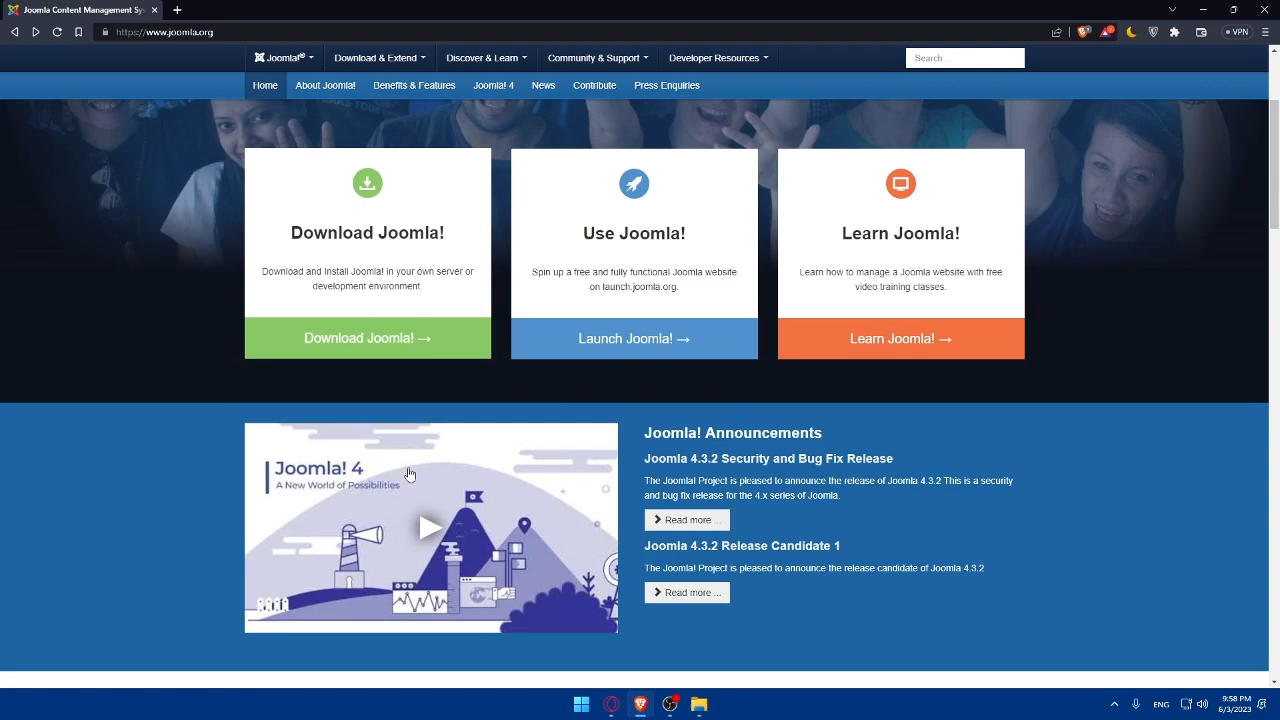 Joomla Content Management Sys
https://www.joomla.org
VPN
Joomla!® Download & Extend Discover & Learn Community & Support Developer Resources Search ...
Home About Joomla! Benefits & Features Joomla! 4 News Contribute Press Enquiries
Download Joomla!
Download and Install Joomla! in your own server or
development environment.
Download Joomla! →
Use Joomla!
Spin up a free and fully functional Joomla website
on launch.joomla.org.
Launch Joomla! →
Learn Joomla!
Learn how to manage a Joomla website with free
video training classes.
Learn Joomla! →
Joomla! 4
A New World of Possibilities
Joomla! Announcements
Joomla 4.3.2 Security and Bug Fix Release
The Joomla! Project is pleased to announce the release of Joomla 4.3.2 This is a security
and bug fix release for the 4.x series of Joomla.
Read more ...
Joomla 4.3.2 Release Candidate 1
The Joomla! Project is pleased to announce the release candidate of Joomla 4.3.2
Read more ...
ENG
9:58 PM
6/3/2023